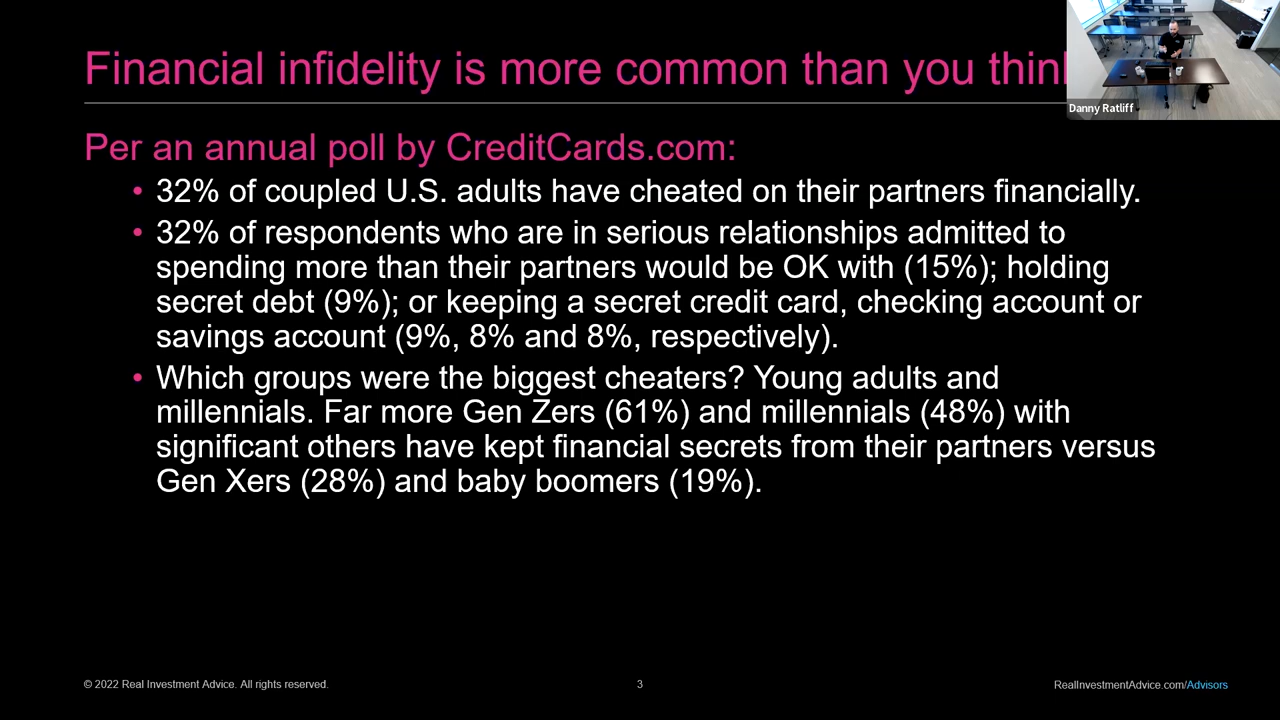 Financial infidelity is more common than you think
Danny Ratliff
Per an annual poll by CreditCards.com:
• 32% of coupled U.S. adults have cheated on their partners financially.
• 32% of respondents who are in serious relationships admitted to
spending more than their partners would be OK with (15%); holding
secret debt (9%); or keeping a secret credit card, checking account or
savings account (9%, 8% and 8%, respectively).
• Which groups were the biggest cheaters? Young adults and
millennials. Far more Gen Zers (61%) and millennials (48%) with
significant others have kept financial secrets from their partners versus
Gen Xers (28%) and baby boomers (19%).
© 2022 Real Investment Advice. All rights reserved.
3
RealInvestmentAdvice.com/Advisors